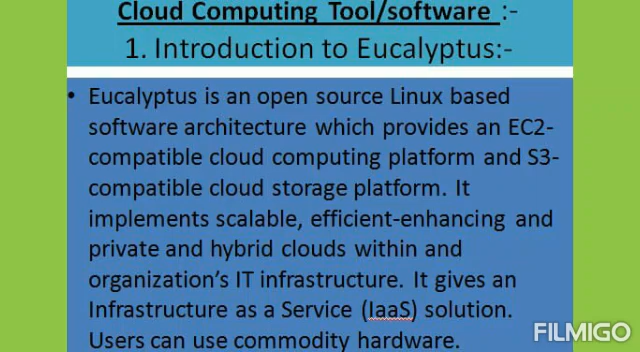 Cloud Computing Tool/software :-
1. Introduction to Eucalyptus:-
• Eucalyptus is an open source Linux based
software architecture which provides an EC2-
compatible cloud computing platform and S3-
compatible cloud storage platform. It
implements scalable, efficient-enhancing and
private and hybrid clouds within and
organization's IT infrastructure. It gives an
Infrastructure as a Service (IaaS) solution.
Users can use commodity hardware.
FILMIGO